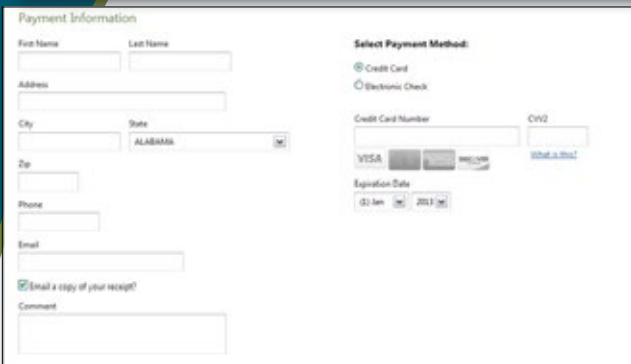 Payment Information
First Name Last Name
Address
City State
ALABAMA
Zip
Phone
Email
Email a copy of your receipt?
Comment
Select Payment Method:
Credit Card
Electronic Check
Credit Card Number CVV2
VISA DISCOVER
What is this?
Expiration Date
(1) Jan 2013